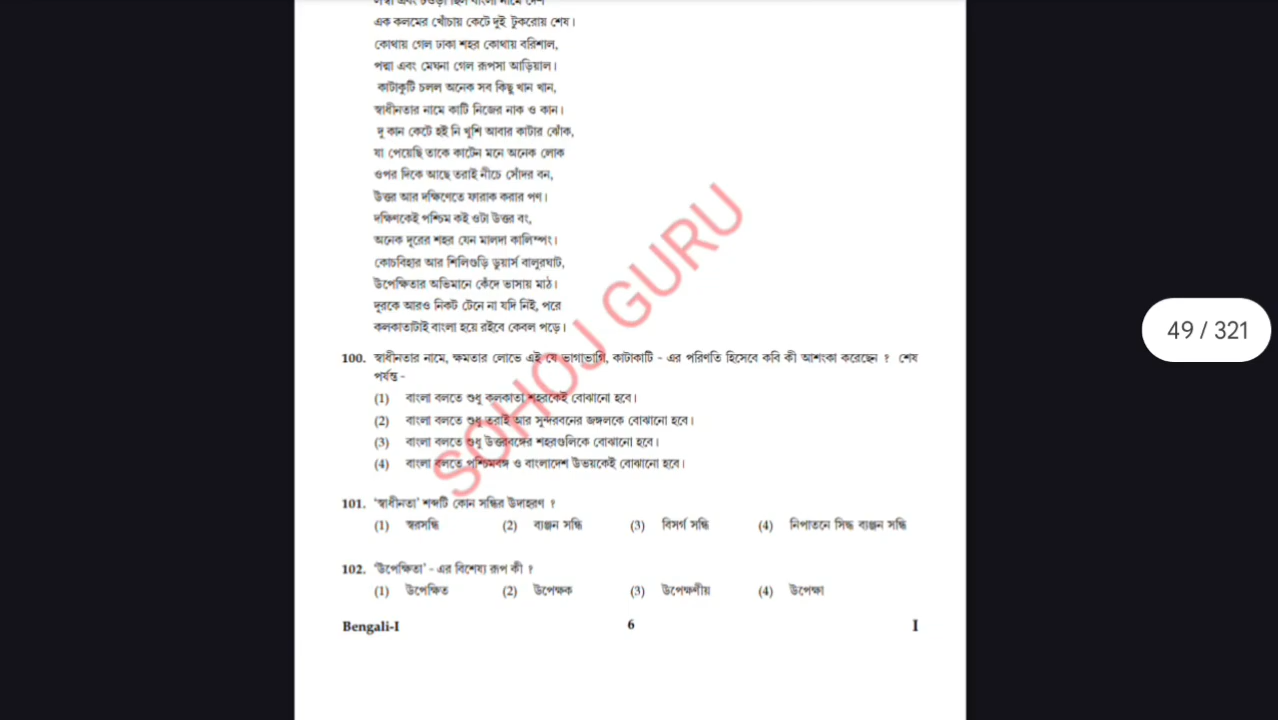 লম্বা এবং চওড়া ছিল বাংলা নামে দেশ
এক কলমের খোঁচায় কেটে দুই টুকরোয় শেষ।
কোথায় গেল ঢাকা শহর কোথায় বরিশাল,
পদ্মা এবং মেঘনা গেল রূপসা আড়িয়াল।
কাটাকুটি চলল অনেক সব কিছু খান খান,
স্বাধীনতার নামে কাটি নিজের নাক ও কান।
দু কান কেটে হই নি খুশি আবার কাটার ঝোঁক,
যা পেয়েছি তাকে কাটেন মনে অনেক লোক
ওপর দিকে আছে তরাই নীচে সোঁদর বন,
উত্তর আর দক্ষিণেতে ফারাক করার পণ।
দক্ষিণকেই পশ্চিম কই ওটা উত্তর বং,
অনেক দূরের শহর যেন মালদা কালিম্পং।
কোচবিহার আর শিলিগুড়ি ডুয়ার্স বালুরঘাট,
উপেক্ষিতার অভিমানে কেঁদে ভাসায় মাঠ।
দূরকে আরও নিকট টেনে না যদি নিই, পরে
কলকাতাটাই বাংলা হয়ে রইবে কেবল পড়ে।
100. স্বাধীনতার নামে, ক্ষমতার লোভে এই যে ভাগাভাগি, কাটাকাটি - এর পরিণতি হিসেবে কবি কী আশংকা করেছেন ? শেষ
পর্যন্ত -
(1) বাংলা বলতে শুধু কলকাতা শহরকেই বোঝানো হবে।
(2) বাংলা বলতে শুধু তরাই আর সুন্দরবনের জঙ্গলকে বোঝানো হবে।
(3) বাংলা বলতে শুধু উত্তরবঙ্গের শহরগুলিকে বোঝানো হবে।
(4) বাংলা বলতে পশ্চিমবঙ্গ ও বাংলাদেশ উভয়কেই বোঝানো হবে।
101. ‘স্বাধীনতা’ শব্দটি কোন সন্ধির উদাহরণ ?
(1) স্বরসন্ধি (2) ব্যঞ্জন সন্ধি (3) বিসর্গ সন্ধি (4) নিপাতনে সিদ্ধ ব্যঞ্জন সন্ধি
102. ‘উপেক্ষিতা’ - এর বিশেষ্য রূপ কী ?
(1) উপেক্ষিত (2) উপেক্ষক (3) উপেক্ষণীয় (4) উপেক্ষা
Bengali-I 6 I
SOHOJ GURU
49 / 321